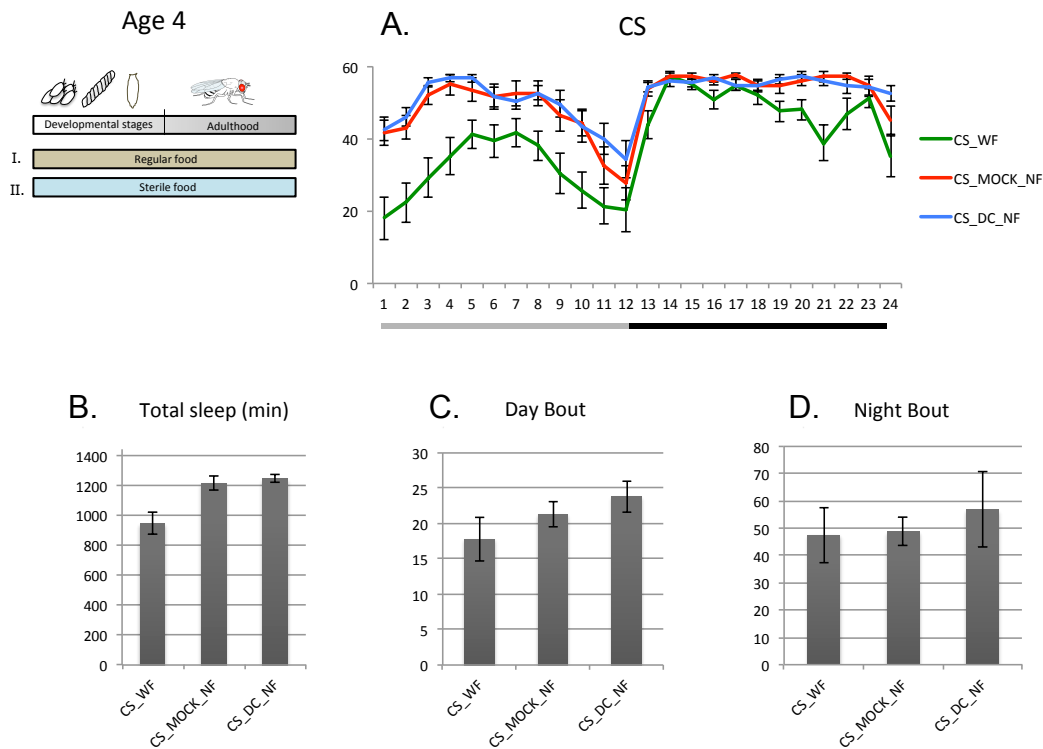 Age 4
Developmental stages
Adulthood
I.
Regular food
II.
Sterile food
A.
CS
60
40
20
0
1 2 3 4 5 6 7 8 9 10 11 12 13 14 15 16 17 18 19 20 21 22 23 24
CS_WF
CS_MOCK_NF
CS_DC_NF
B.
Total sleep (min)
1400
1200
1000
800
600
400
200
0
CS_WF
CS_MOCK_NF
CS_DC_NF
C.
Day Bout
30
25
20
15
10
5
0
CS_WF
CS_MOCK_NF
CS_DC_NF
D.
Night Bout
80
70
60
50
40
30
20
10
0
CS_WF
CS_MOCK_NF
CS_DC_NF